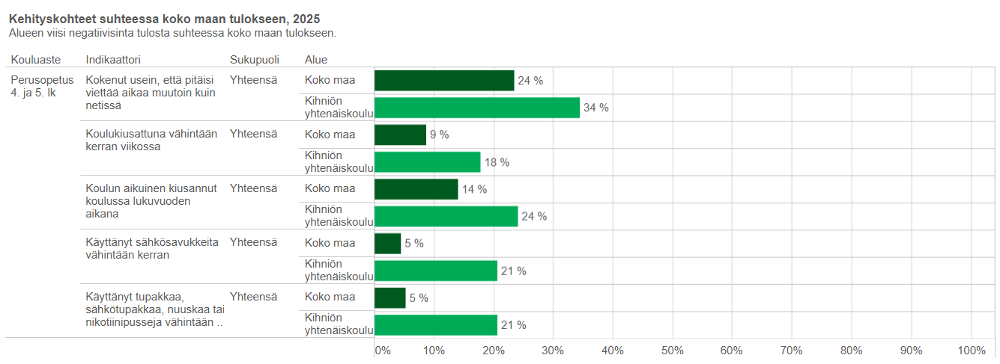 Kehityskohteet suhteessa koko maan tulokseen, 2025
Alueen viisi negatiivisinta tulosta suhteessa koko maan tulokseen.
Kouluaste Indikaattori Sukupuoli Alue
Perusopetus
4. ja 5. lk
Kokenut usein, että pitäisi
viettää aikaa muutoin kuin
netissä
Yhteensä
Koko maa
24 %
Kihniön
yhtenäiskoulu
34 %
Koulukiusattuna vähintään
kerran viikossa
Yhteensä
Koko maa
9 %
Kihniön
yhtenäiskoulu
18 %
Koulun aikuinen kiusannut
koulussa lukuvuoden
aikana
Yhteensä
Koko maa
14 %
Kihniön
yhtenäiskoulu
24 %
Käyttänyt sähkösavukkeita
vähintään kerran
Yhteensä
Koko maa
5 %
Kihniön
yhtenäiskoulu
21 %
Käyttänyt tupakkaa,
sähkötupakkaa, nuuskaa tai
nikotiinipusseja vähintään ..
Yhteensä
Koko maa
5 %
Kihniön
yhtenäiskoulu
21 %
0% 10% 20% 30% 40% 50% 60% 70% 80% 90% 100%